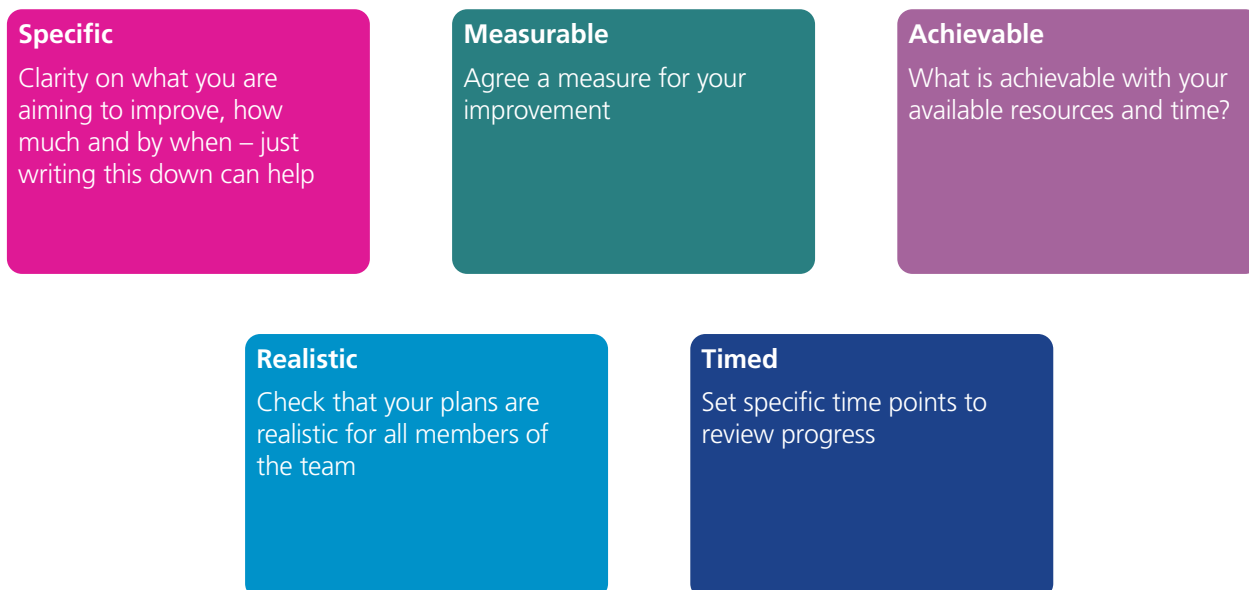 Specific
Clarity on what you are
aiming to improve, how
much and by when – just
writing this down can help
Measurable
Agree a measure for your
improvement
Achievable
What is achievable with your
available resources and time?
Realistic
Check that your plans are
realistic for all members of
the team
Timed
Set specific time points to
review progress